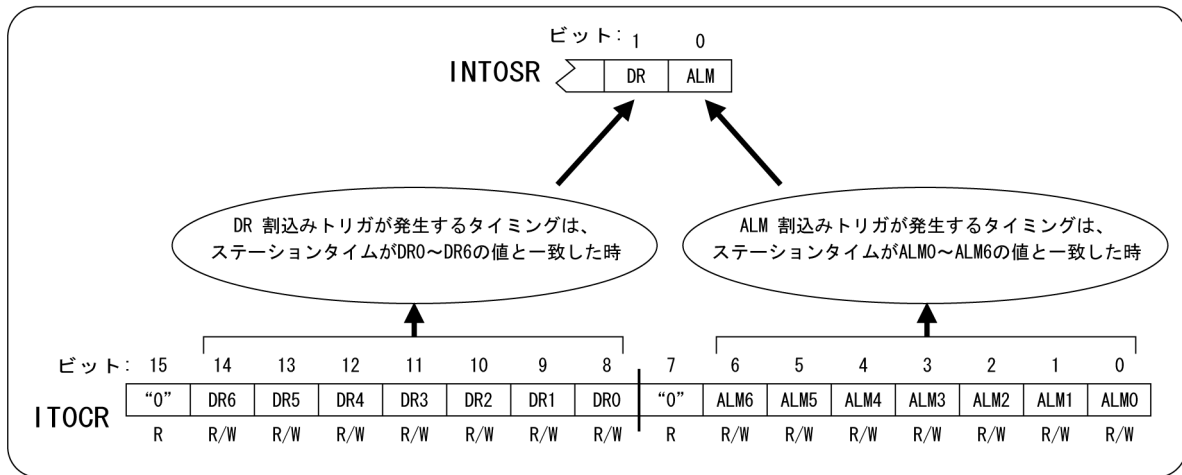 ビット: 1 0
INTOSR DR ALM
DR 割込みトリガが発生するタイミングは、
ステーションタイムがDR0～DR6の値と一致した時
ALM 割込みトリガが発生するタイミングは、
ステーションタイムがALM0～ALM6の値と一致した時
ビット: 15 14 13 12 11 10 9 8 7 6 5 4 3 2 1 0
ITOCR “0” DR6 DR5 DR4 DR3 DR2 DR1 DR0 “0” ALM6 ALM5 ALM4 ALM3 ALM2 ALM1 ALM0
R R/W R/W R/W R/W R/W R/W R/W R R/W R/W R/W R/W R/W R/W R/W